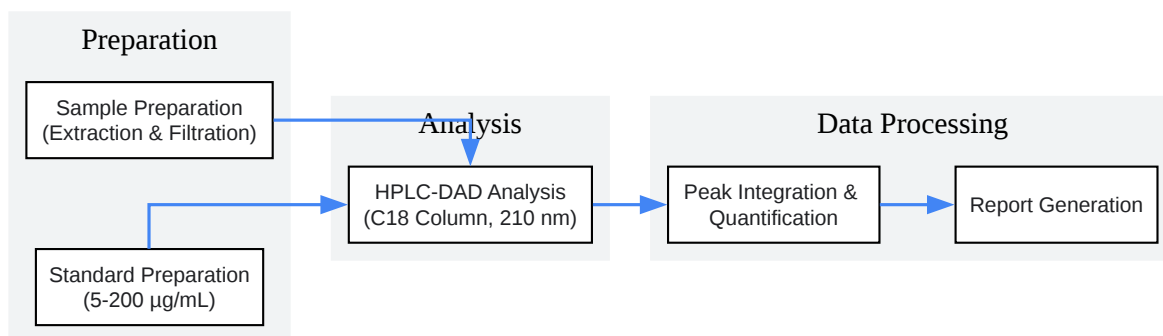 Preparation
Sample Preparation
(Extraction & Filtration)
Standard Preparation
(5-200 µg/mL)
Analysis
HPLC-DAD Analysis
(C18 Column, 210 nm)
Data Processing
Peak Integration &
Quantification
Report Generation